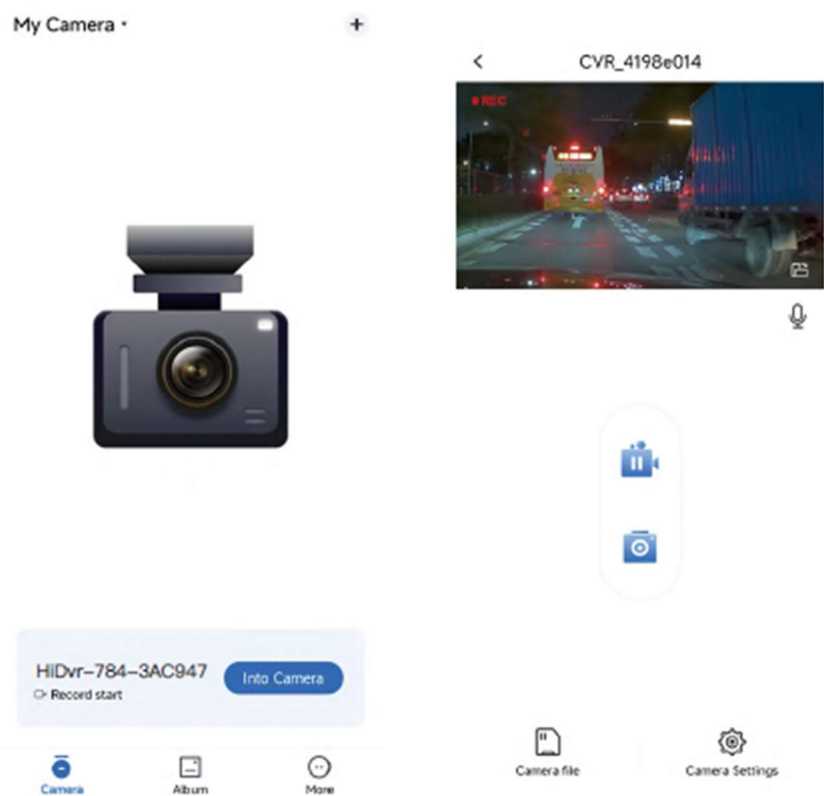 My Camera
+
HiDvr-784-3AC947
Into Camera
Record start
Camera
Album
More
CVR_4198e014
REC
Camera file
Camera Settings